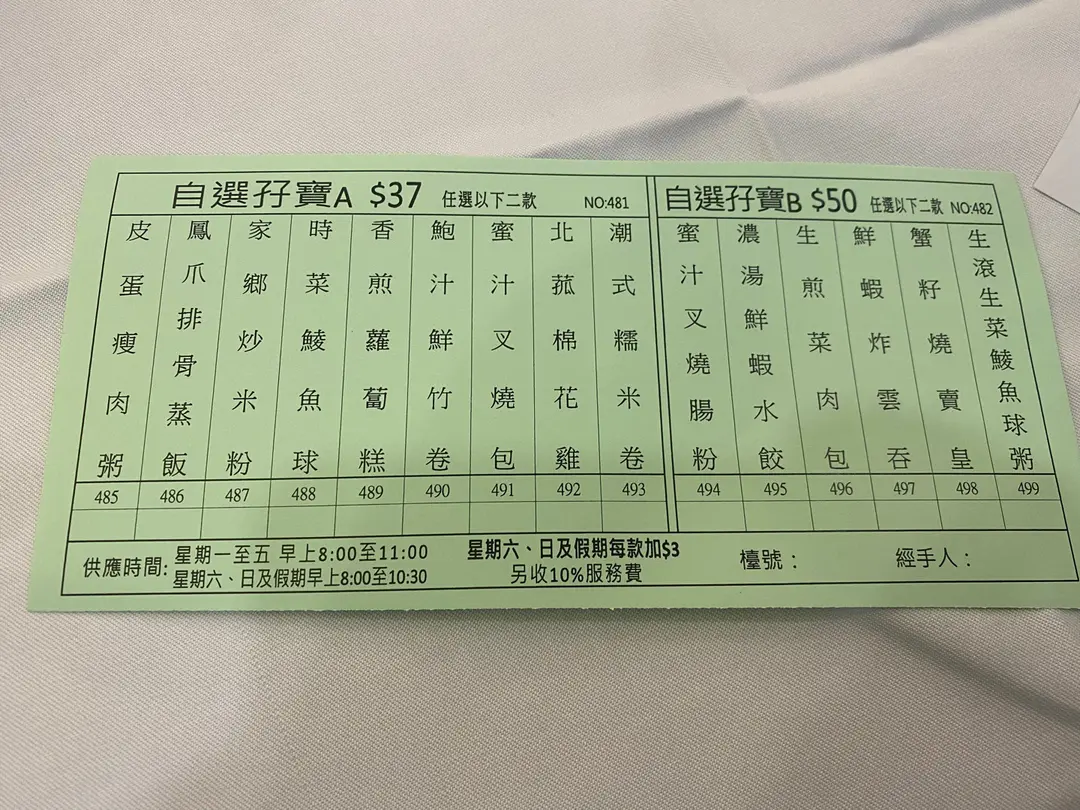 自選孖寶A $37 任選以下二款 NO:481
皮蛋瘦肉粥
鳳爪排骨蒸飯
家鄉炒米粉
時菜鯪魚球
香煎蘿蔔糕
鮑汁鮮竹卷
蜜汁叉燒包
北菰棉花雞
潮式糯米卷
485 486 487 488 489 490 491 492 493
自選孖寶B $50 任選以下二款 NO:482
蜜汁叉燒腸粉
濃湯鮮蝦水餃
生煎菜肉包
鮮蝦炸雲吞
蟹籽燒賣皇
生滾生菜鯪魚球粥
494 495 496 497 498 499
供應時間:
星期一至五 早上8:00至11:00
星期六、日及假期早上8:00至10:30
星期六、日及假期每款加$3
另收10%服務費
檯號：
經手人：